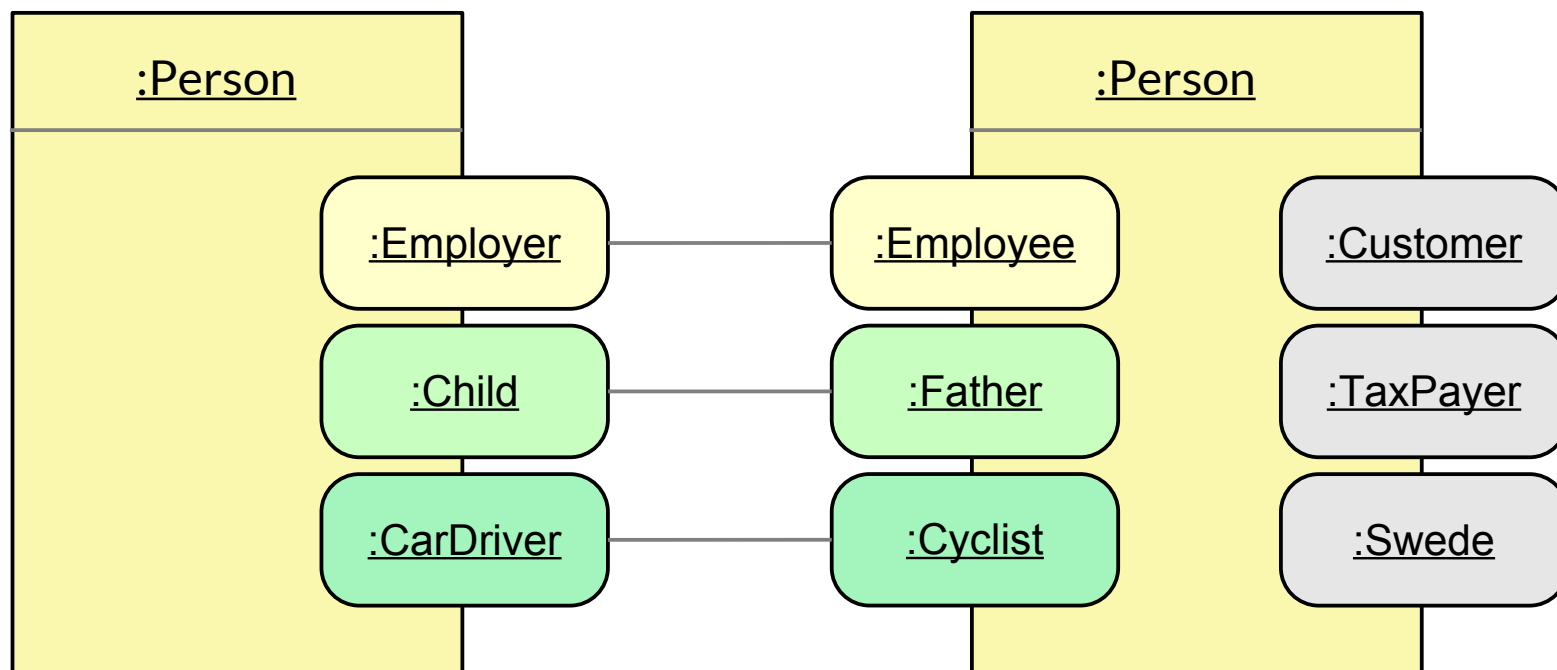 :Person
:Person
:Employer
:Employee
:Customer
:Child
:Father
:TaxPayer
:CarDriver
:Cyclist
:Swede